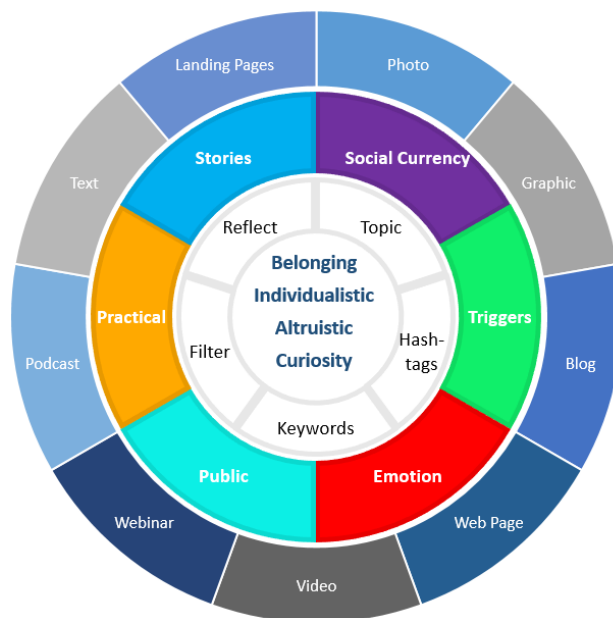 Landing Pages
Photo
Graphic
Blog
Web Page
Video
Webinar
Podcast
Text
Stories
Social Currency
Triggers
Emotion
Public
Practical
Reflect
Topic
Hash-
tags
Keywords
Filter
Belonging
Individualistic
Altruistic
Curiosity